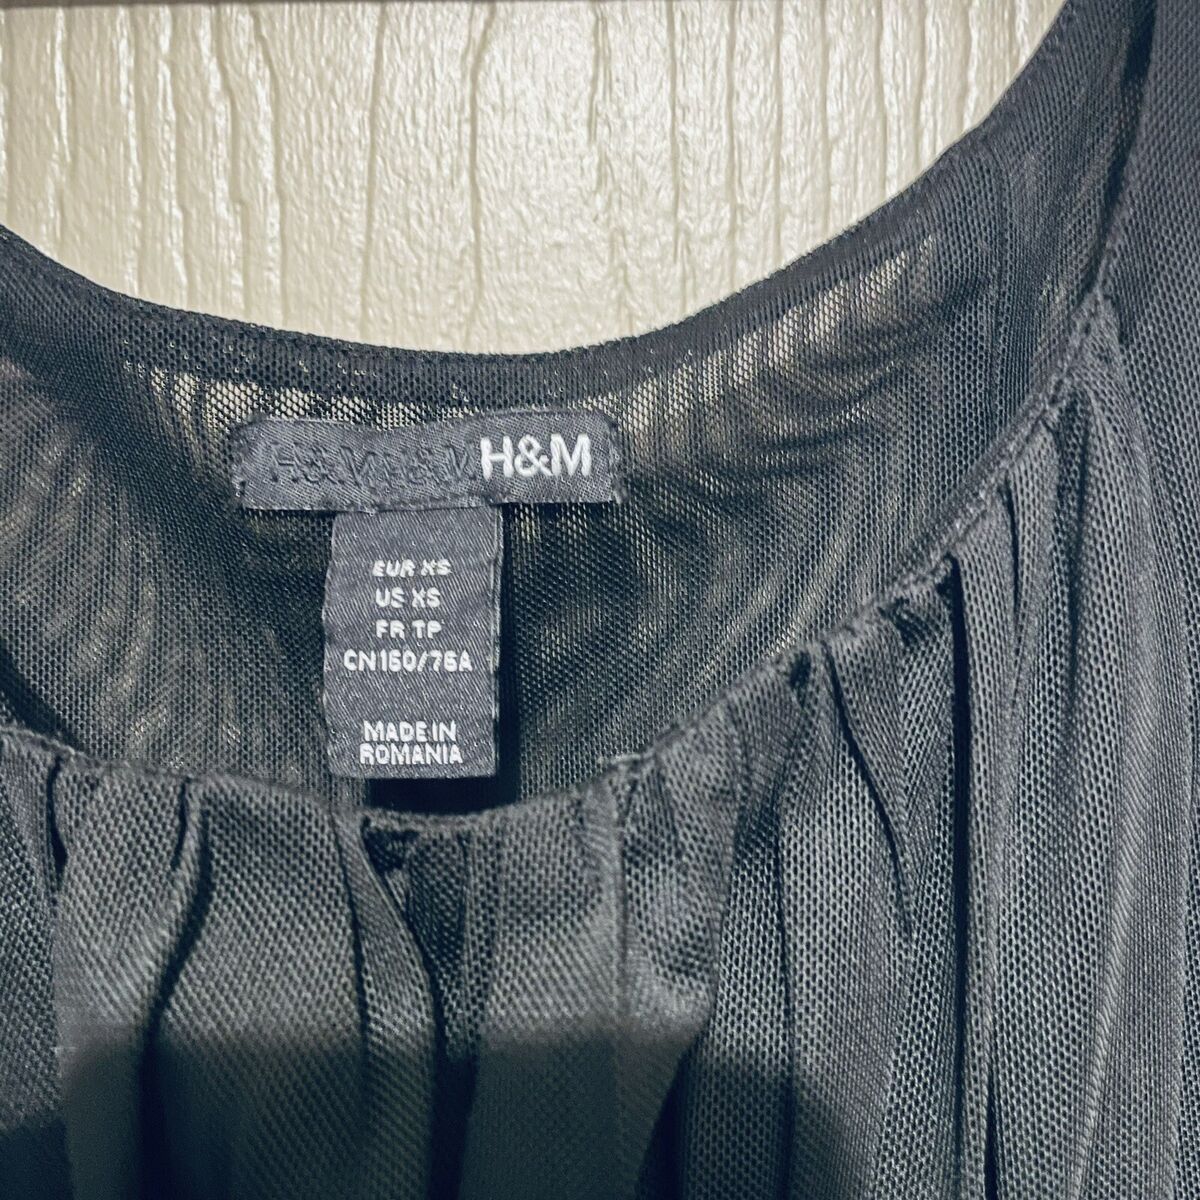 H&M H&M H&M
EUR XS
US XS
FR TP
CN160/76A
MADE IN
ROMANIA